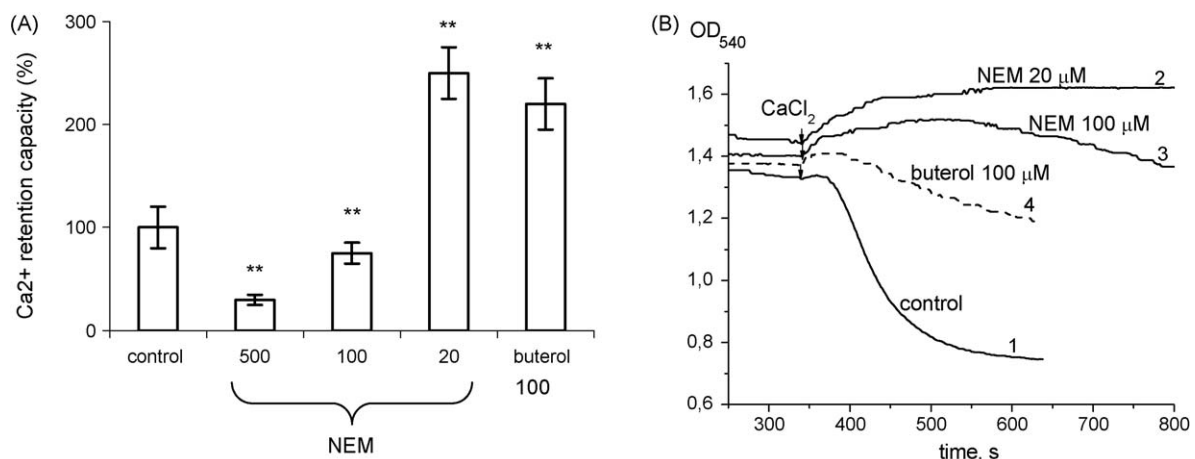 (A)
Ca2+ retention capacity (%)
300
200
100
0
**
**
**
**
control
500
100
20
buterol
100
NEM
(B)
OD540
1,6
1,4
1,2
1,0
0,8
0,6
CaCl2
NEM 20 µM
2
NEM 100 µM
3
buterol 100 µM
4
control
1
300
400
500
600
700
800
time, s